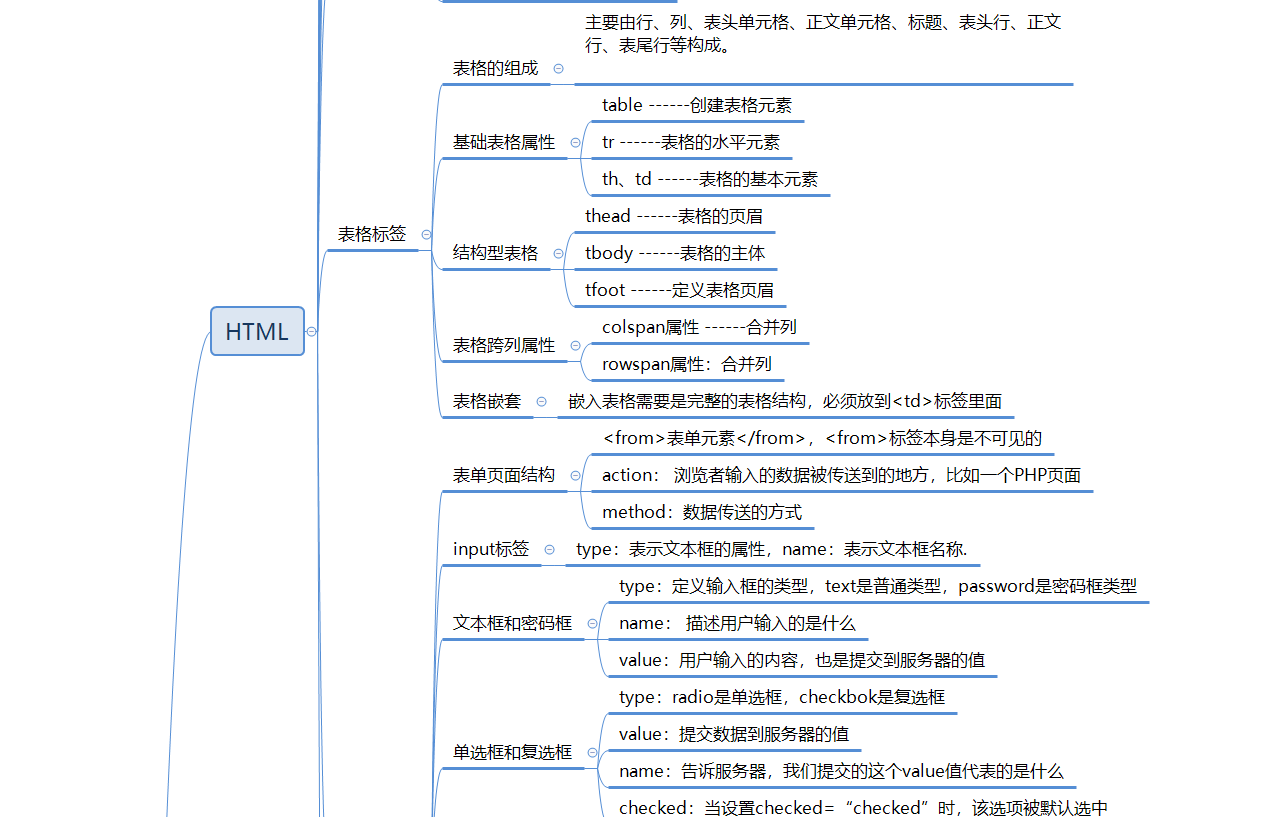 主要由行、列、表头单元格、正文单元格、标题、表头行、正文
行、表尾行等构成。
表格的组成
table ------创建表格元素
基础表格属性
tr ------表格的水平元素
th、td ------表格的基本元素
thead ------表格的页眉
表格标签
结构型表格
tbody ------表格的主体
tfoot ------定义表格页眉
HTML
colspan属性 ------合并列
表格跨列属性
rowspan属性：合并列
表格嵌套
嵌入表格需要是完整的表格结构，必须放到<td>标签里面
<from>表单元素</from>，<from>标签本身是不可见的
表单页面结构
action： 浏览者输入的数据被传送到的地方，比如一个PHP页面
method：数据传送的方式
input标签
type：表示文本框的属性，name：表示文本框名称.
type：定义输入框的类型，text是普通类型，password是密码框类型
文本框和密码框
name： 描述用户输入的是什么
value：用户输入的内容，也是提交到服务器的值
type：radio是单选框，checkbok是复选框
value：提交数据到服务器的值
单选框和复选框
name：告诉服务器，我们提交的这个value值代表的是什么
checked：当设置checked=“checked”时，该选项被默认选中